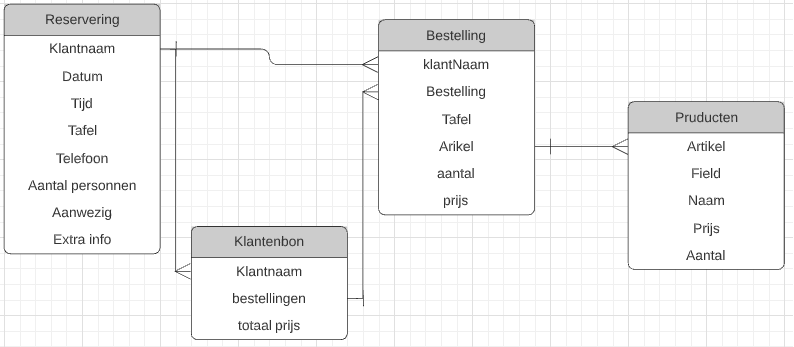 Reservering
Klantnaam
Datum
Tijd
Tafel
Telefoon
Aantal personnen
Aanwezig
Extra info
Klantenbon
Klantnaam
bestellingen
totaal prijs
Bestelling
klantNaam
Bestelling
Tafel
Arikel
aantal
prijs
Pruducten
Artikel
Field
Naam
Prijs
Aantal